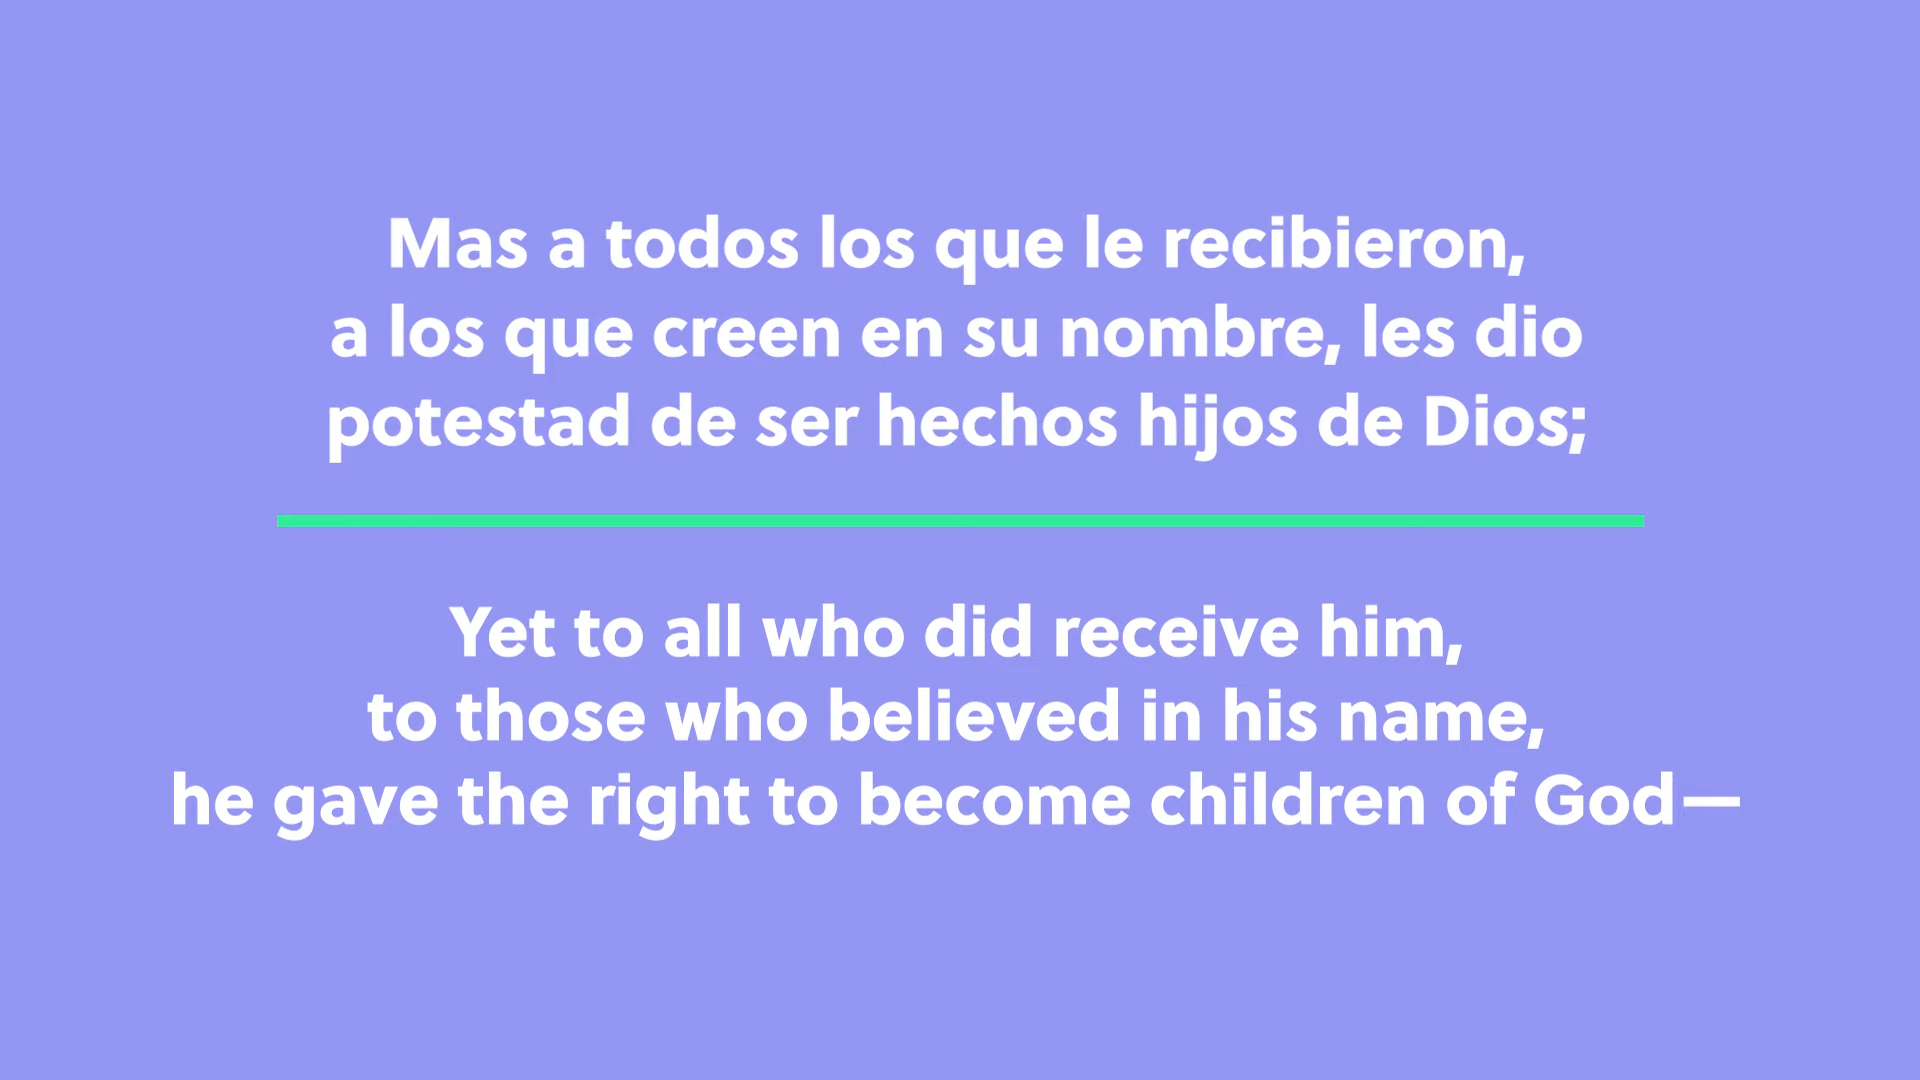 Mas a todos los que le recibieron,
a los que creen en su nombre, les dio
potestad de ser hechos hijos de Dios;
Yet to all who did receive him,
to those who believed in his name,
he gave the right to become children of God—